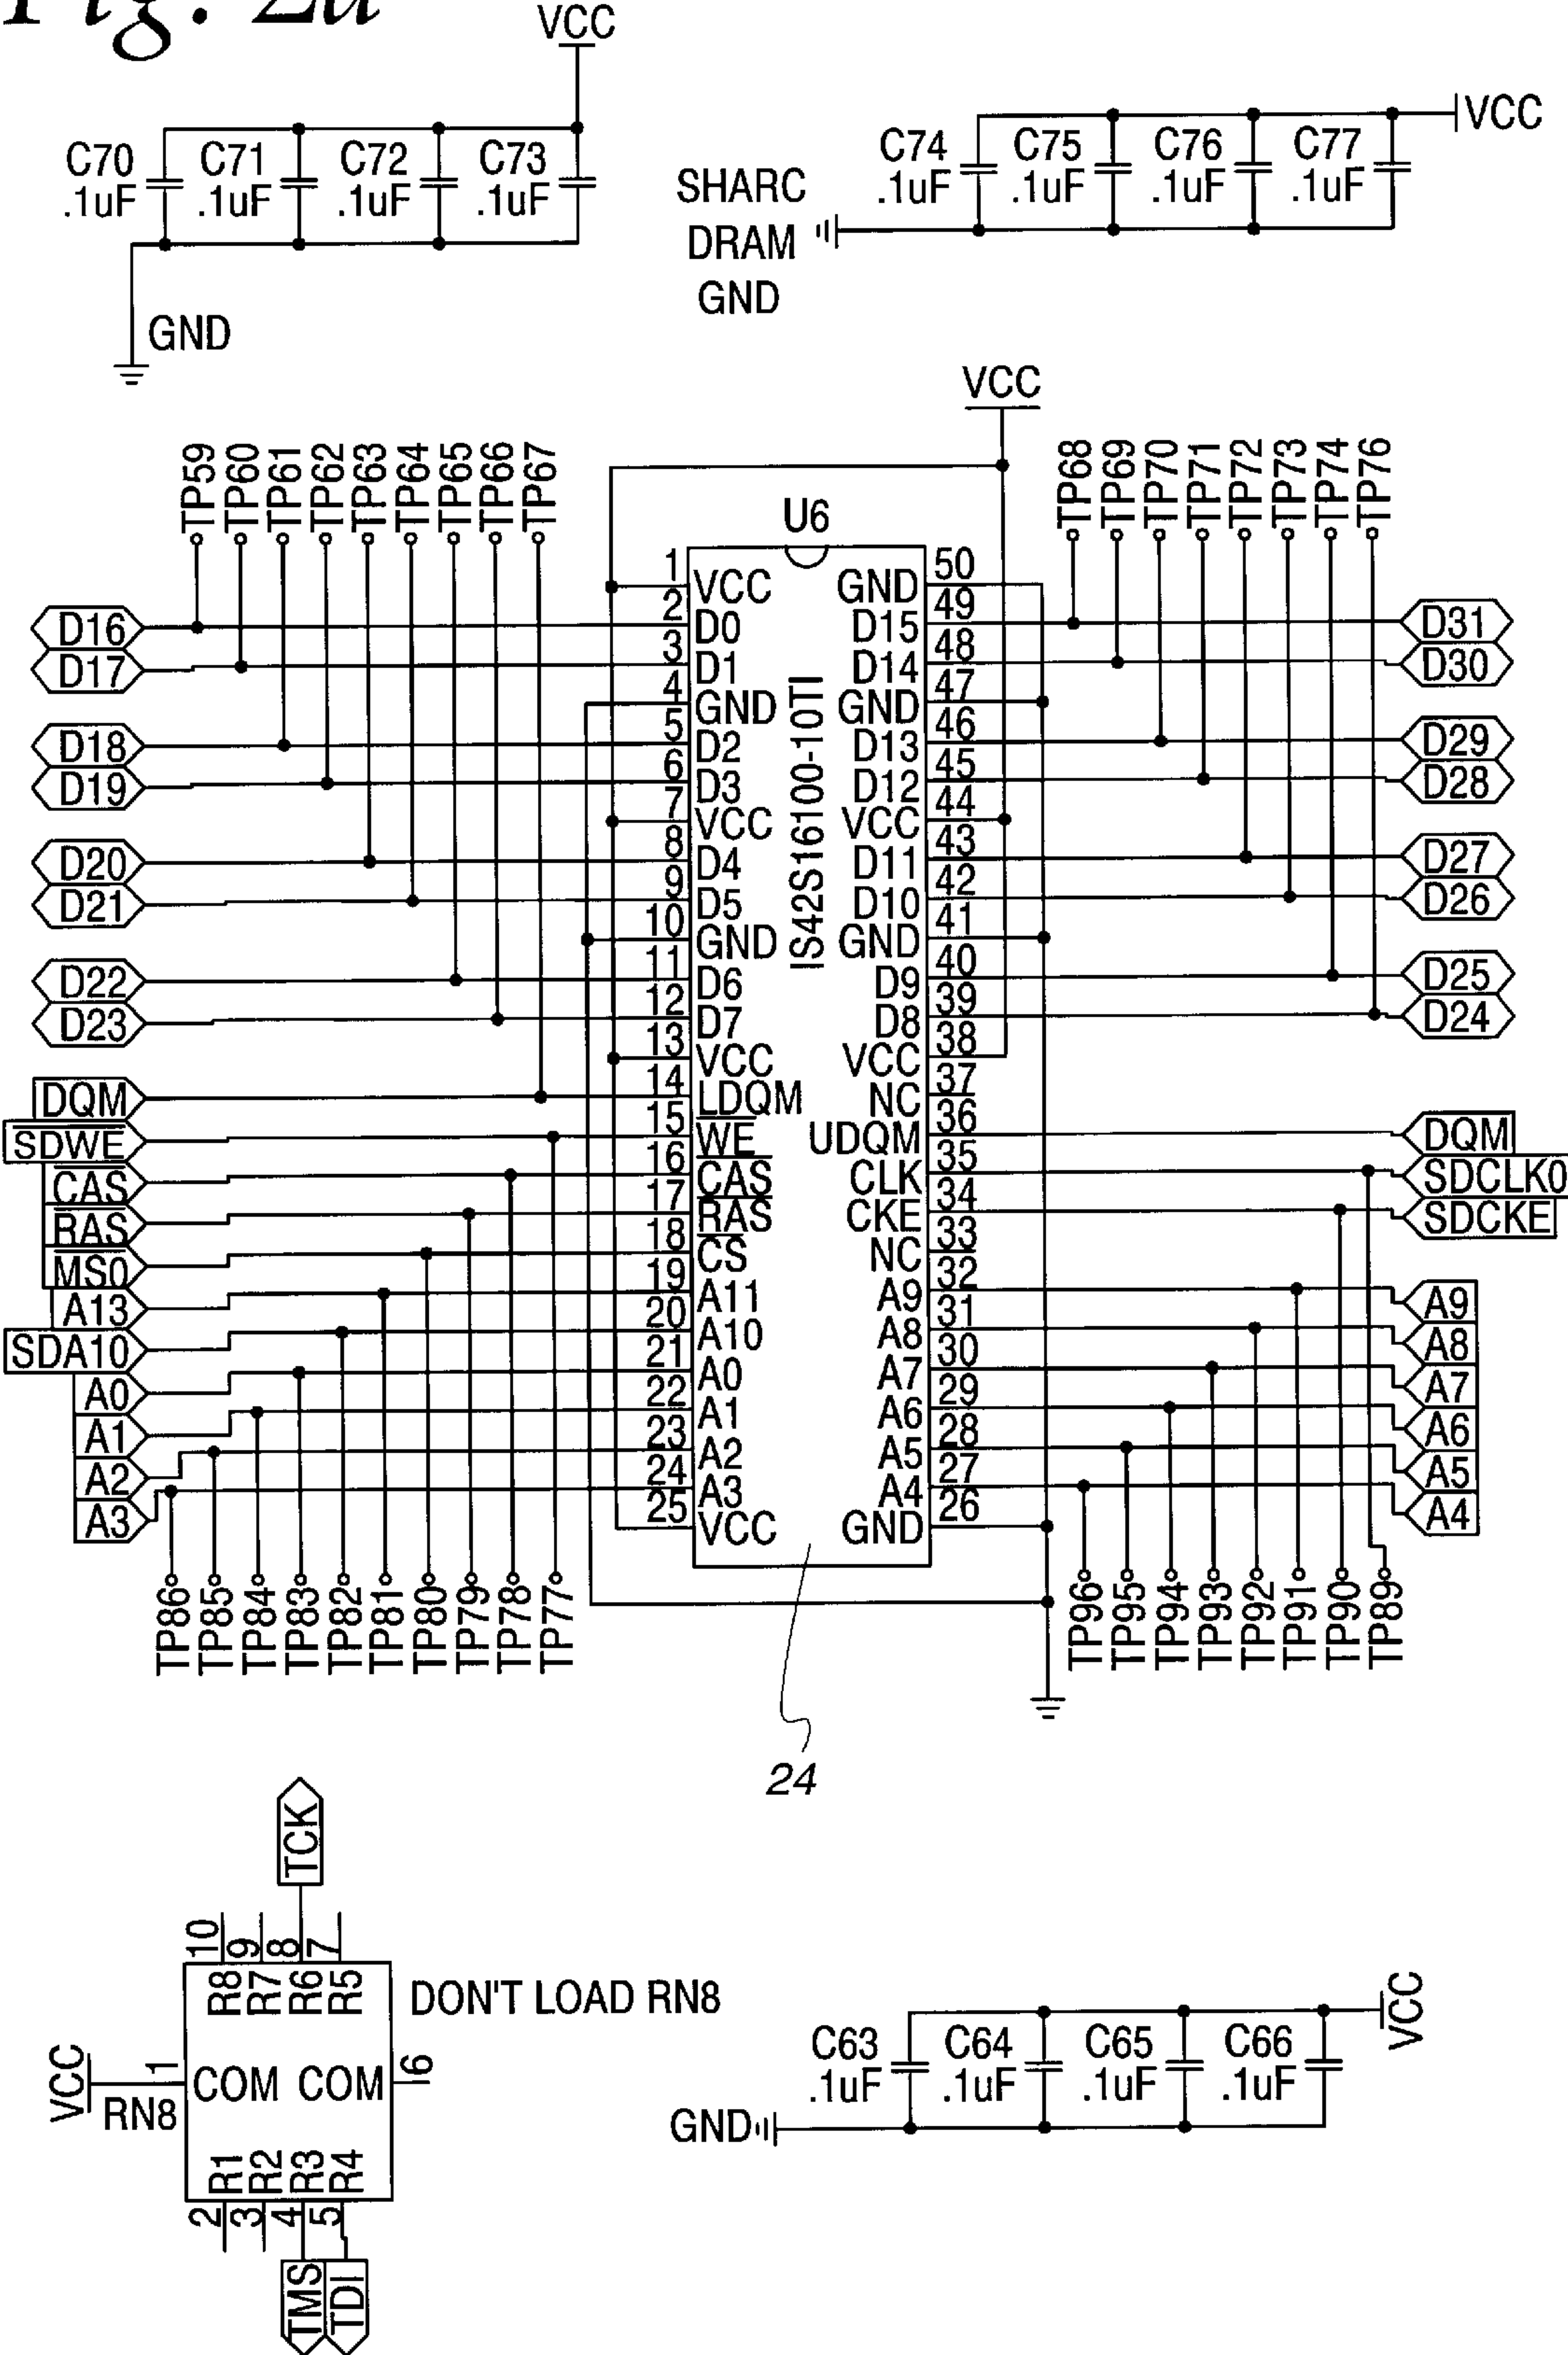 Fig. 2a
VCC
C70 .1uF
C71 .1uF
C72 .1uF
C73 .1uF
GND
SHARC
DRAM
GND
C74 .1uF
C75 .1uF
C76 .1uF
C77 .1uF
VCC
VCC
TP59 TP60 TP61 TP62 TP63 TP64 TP65 TP66 TP67
TP68 TP69 TP70 TP71 TP72 TP73 TP74 TP76
U6
IS42S16100-10TI
1 VCC GND 50
D16 2 D0 D15 49 D31
D17 3 D1 D14 48 D30
4 GND GND 47
D18 5 D2 D13 46 D29
D19 6 D3 D12 45 D28
7 VCC VCC 44
D20 8 D4 D11 43 D27
D21 9 D5 D10 42 D26
10 GND GND 41
D22 11 D6 D9 40 D25
D23 12 D7 D8 39 D24
13 VCC VCC 38
DQM 14 LDQM NC 37
SDWE 15 WE UDQM 36 DQM
CAS 16 CAS CLK 35 SDCLK0
RAS 17 RAS CKE 34 SDCKE
MS0 18 CS NC 33
A13 19 A11 A9 32 A9
SDA10 20 A10 A8 31 A8
A0 21 A0 A7 30 A7
A1 22 A1 A6 29 A6
A2 23 A2 A5 28 A5
A3 24 A3 A4 27 A4
25 VCC GND 26
TP86 TP85 TP84 TP83 TP82 TP81 TP80 TP79 TP78 TP77
TP96 TP95 TP94 TP93 TP92 TP91 TP90 TP89
24
TCK
10 9 8 7
R8 R7 R6 R5
DON'T LOAD RN8
VCC 1 COM COM 6
RN8
R1 R2 R3 R4
2 3 4 5
TMS TDI
C63 .1uF
C64 .1uF
C65 .1uF
C66 .1uF
VCC
GND